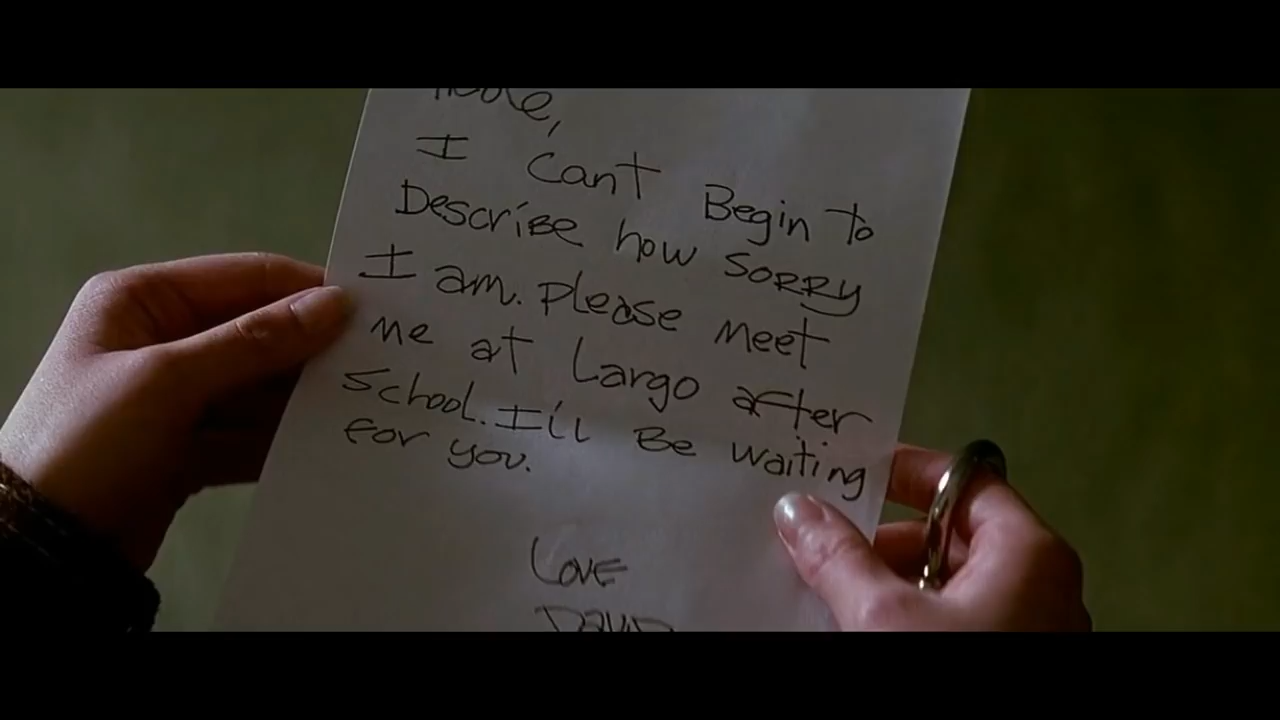 I Cant Begin to
Describe how sorry
I am. please meet
me at Largo after
School. I'll Be waiting
for you.
Love
David